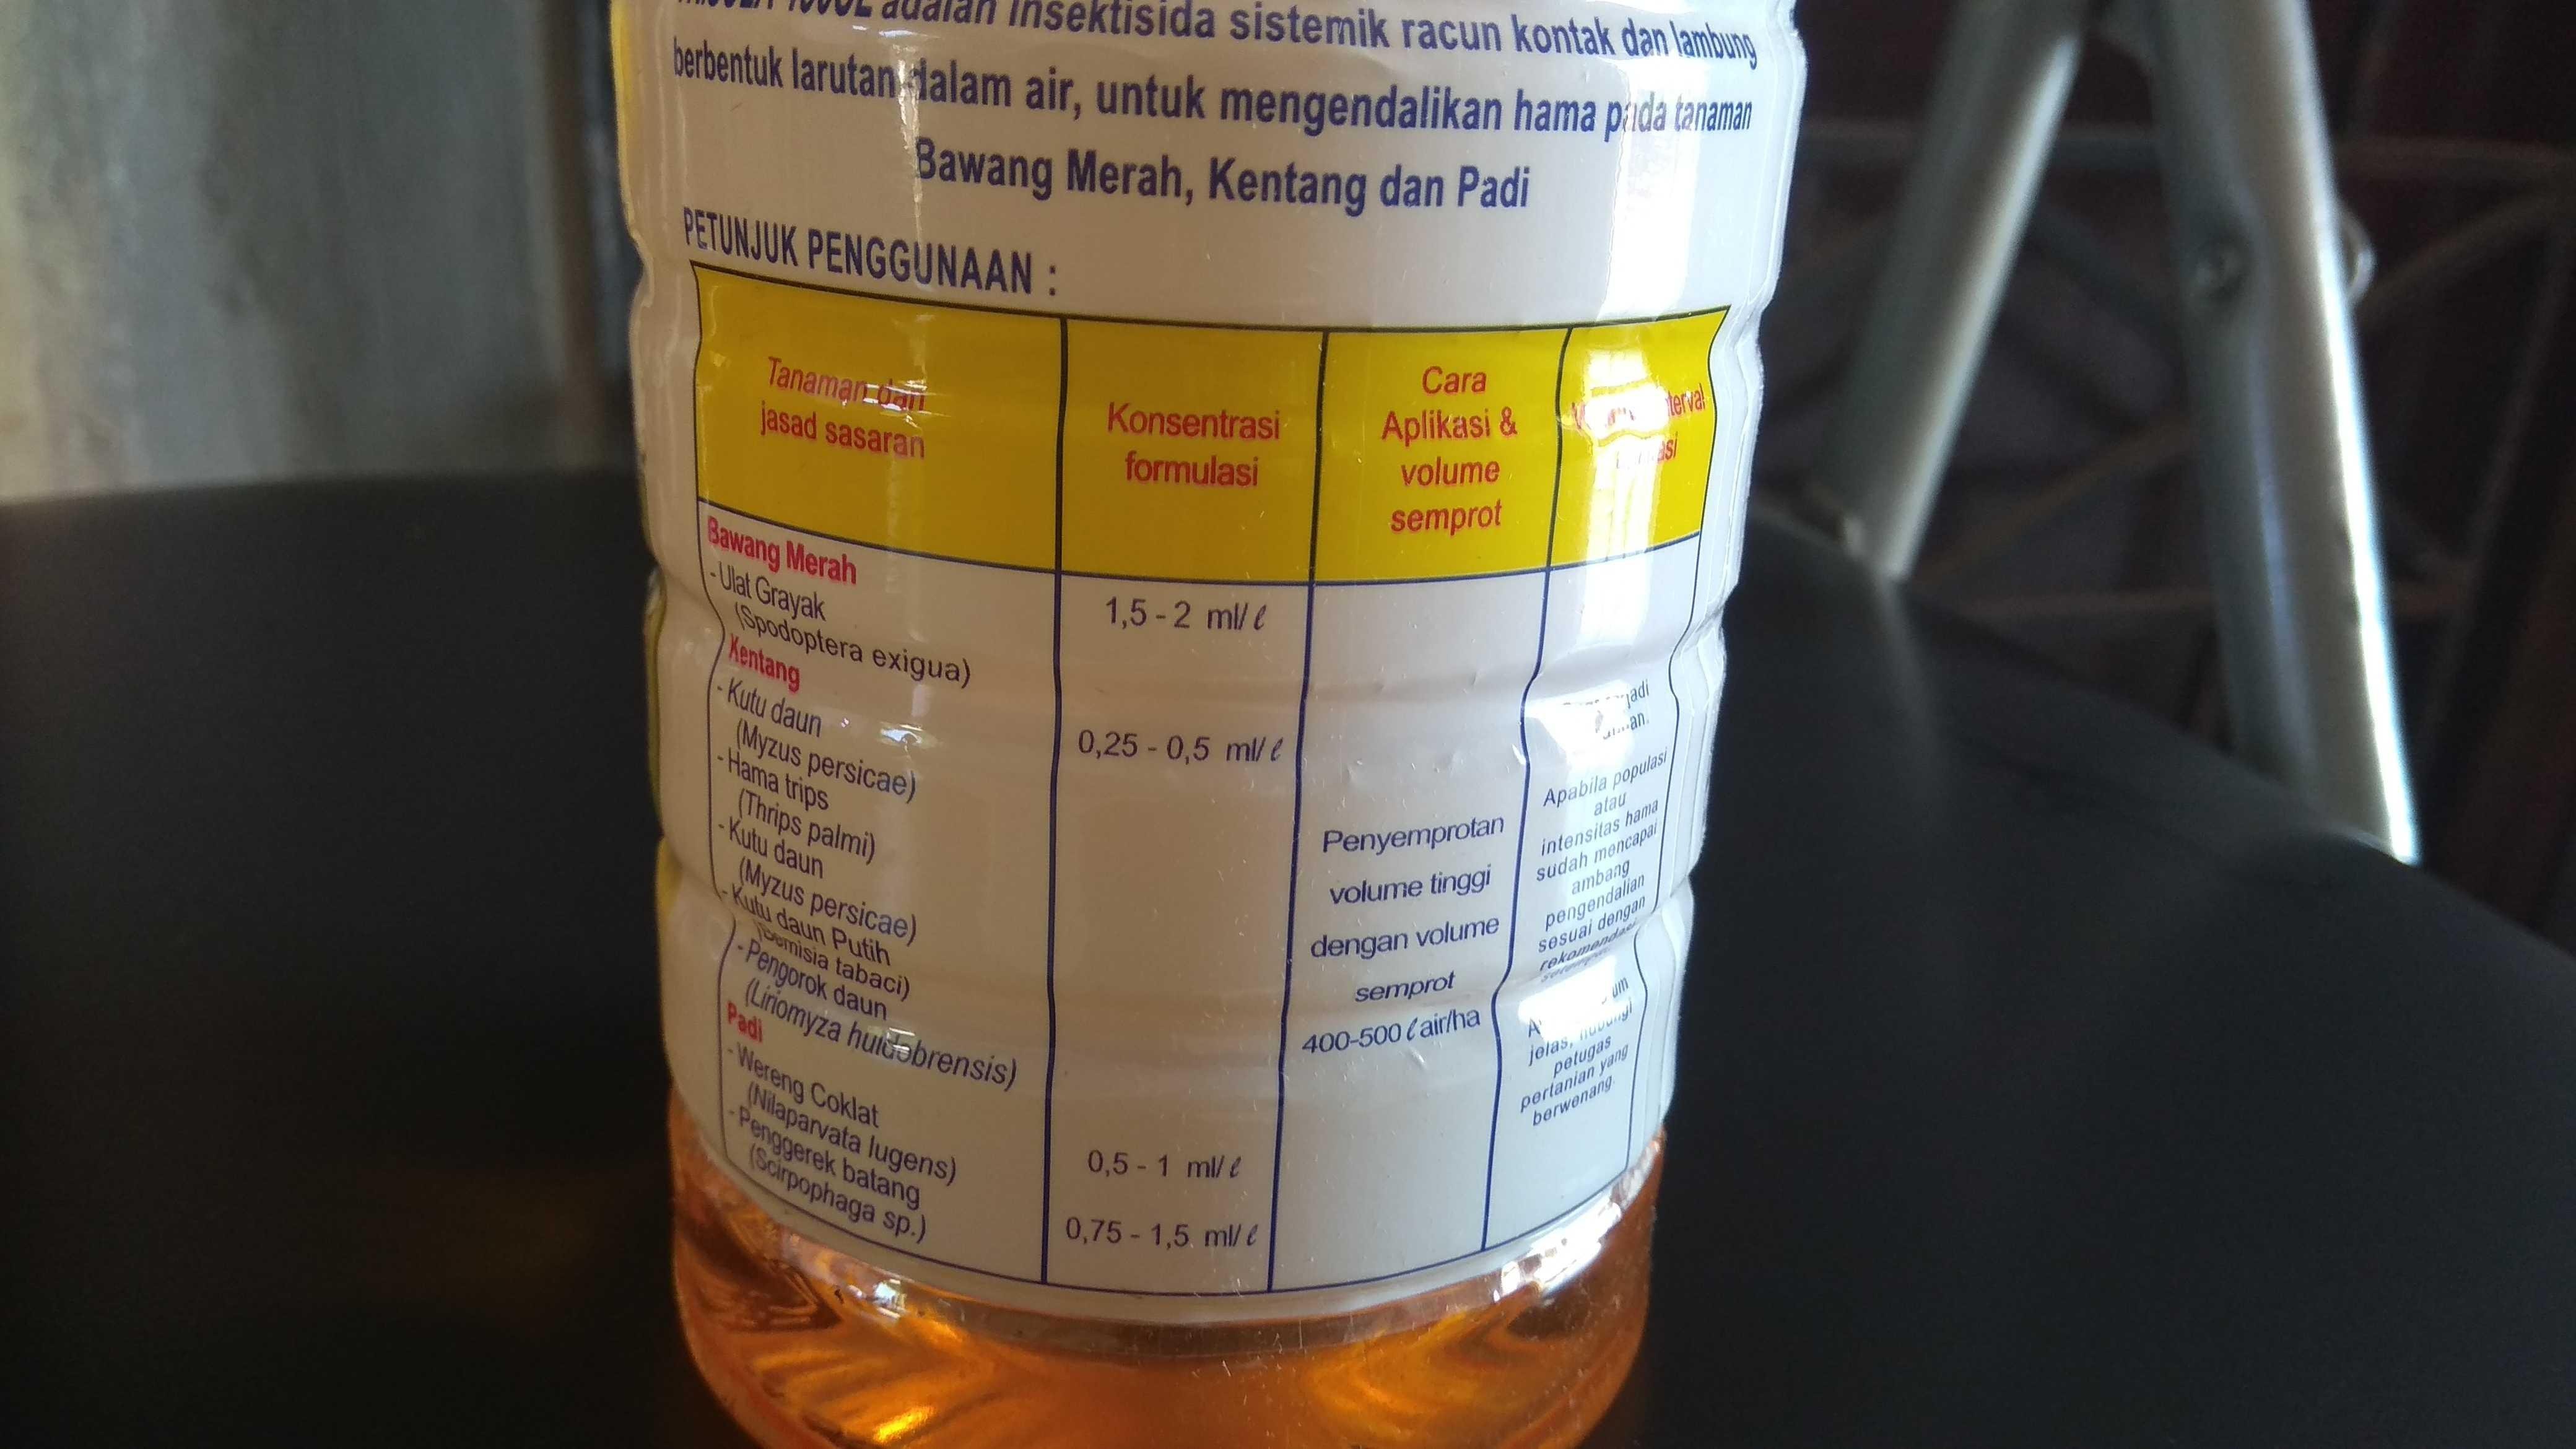 adalah insektisida sistemik racun kontak dan lambung
berbentuk larutan dalam air, untuk mengendalikan hama pada tanaman
Bawang Merah, Kentang dan Padi
PETUNJUK PENGGUNAAN :
Tanaman dan
jasad sasaran
Konsentrasi
formulasi
Cara
Aplikasi &
volume
semprot
Bawang Merah
- Ulat Grayak
(Spodoptera exigua)
1,5 - 2 ml/ℓ
Kentang
- Kutu daun
(Myzus persicae)
0,25 - 0,5 ml/ℓ
- Hama trips
(Thrips palmi)
- Kutu daun
(Myzus persicae)
- Kutu daun Putih
(Bemisia tabaci)
- Pengorok daun
(Liriomyza huidobrensis)
Padi
- Wereng Coklat
(Nilaparvata lugens)
0,5 - 1 ml/ℓ
- Penggerek batang
(Scirpophaga sp.)
0,75 - 1,5 ml/ℓ
Penyemprotan
volume tinggi
dengan volume
semprot
400-500 ℓ air/ha
Apabila populasi
atau
intensitas hama
sudah mencapai
ambang
pengendalian
sesuai dengan
rekomendasi
jelas, hubungi
petugas
pertanian yang
berwenang.